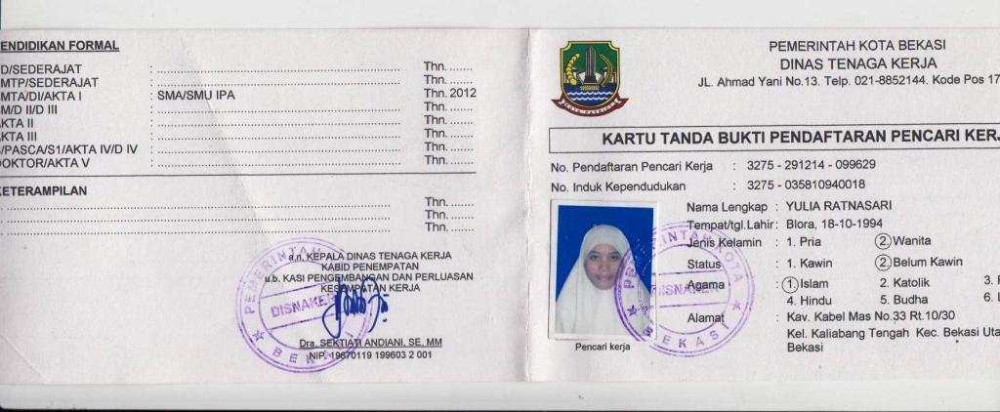 ENDIDIKAN FORMAL
D/SEDERAJAT : Thn.
MTP/SEDERAJAT : Thn.
MTA/DI/AKTA I : SMA/SMU IPA Thn. 2012
M/D II/D III : Thn.
AKTA II : Thn.
AKTA III : Thn.
/PASCA/S1/AKTA IV/D IV : Thn.
DOKTOR/AKTA V : Thn.
KETERAMPILAN
Thn.
Thn.
Thn.
a.n. KEPALA DINAS TENAGA KERJA
KABID PENEMPATAN
u.b. KASI PENGEMBANGAN DAN PERLUASAN
KESEMPATAN KERJA
PEMERINTAH
DISNAKER
BEKASI
Dra. SEKTIATI ANDIANI, SE, MM
NIP. 19670119 199603 2 001
PEMERINTAH KOTA BEKASI
DINAS TENAGA KERJA
JL. Ahmad Yani No.13. Telp. 021-8852144. Kode Pos 17
KARTU TANDA BUKTI PENDAFTARAN PENCARI KERJ
No. Pendaftaran Pencari Kerja : 3275 - 291214 - 099629
No. Induk Kependudukan : 3275 - 035810940018
Nama Lengkap : YULIA RATNASARI
Tempat/tgl.Lahir : Blora, 18-10-1994
Jenis Kelamin : 1. Pria 2. Wanita
Status : 1. Kawin 2. Belum Kawin
Agama : 1. Islam 2. Katolik 3.
4. Hindu 5. Budha 6.
Alamat : Kav. Kabel Mas No.33 Rt.10/30
Kel. Kaliabang Tengah Kec. Bekasi Uta
Bekasi
Pencari kerja
PEMERINTAH KOTA
DISNAKER
BEKASI